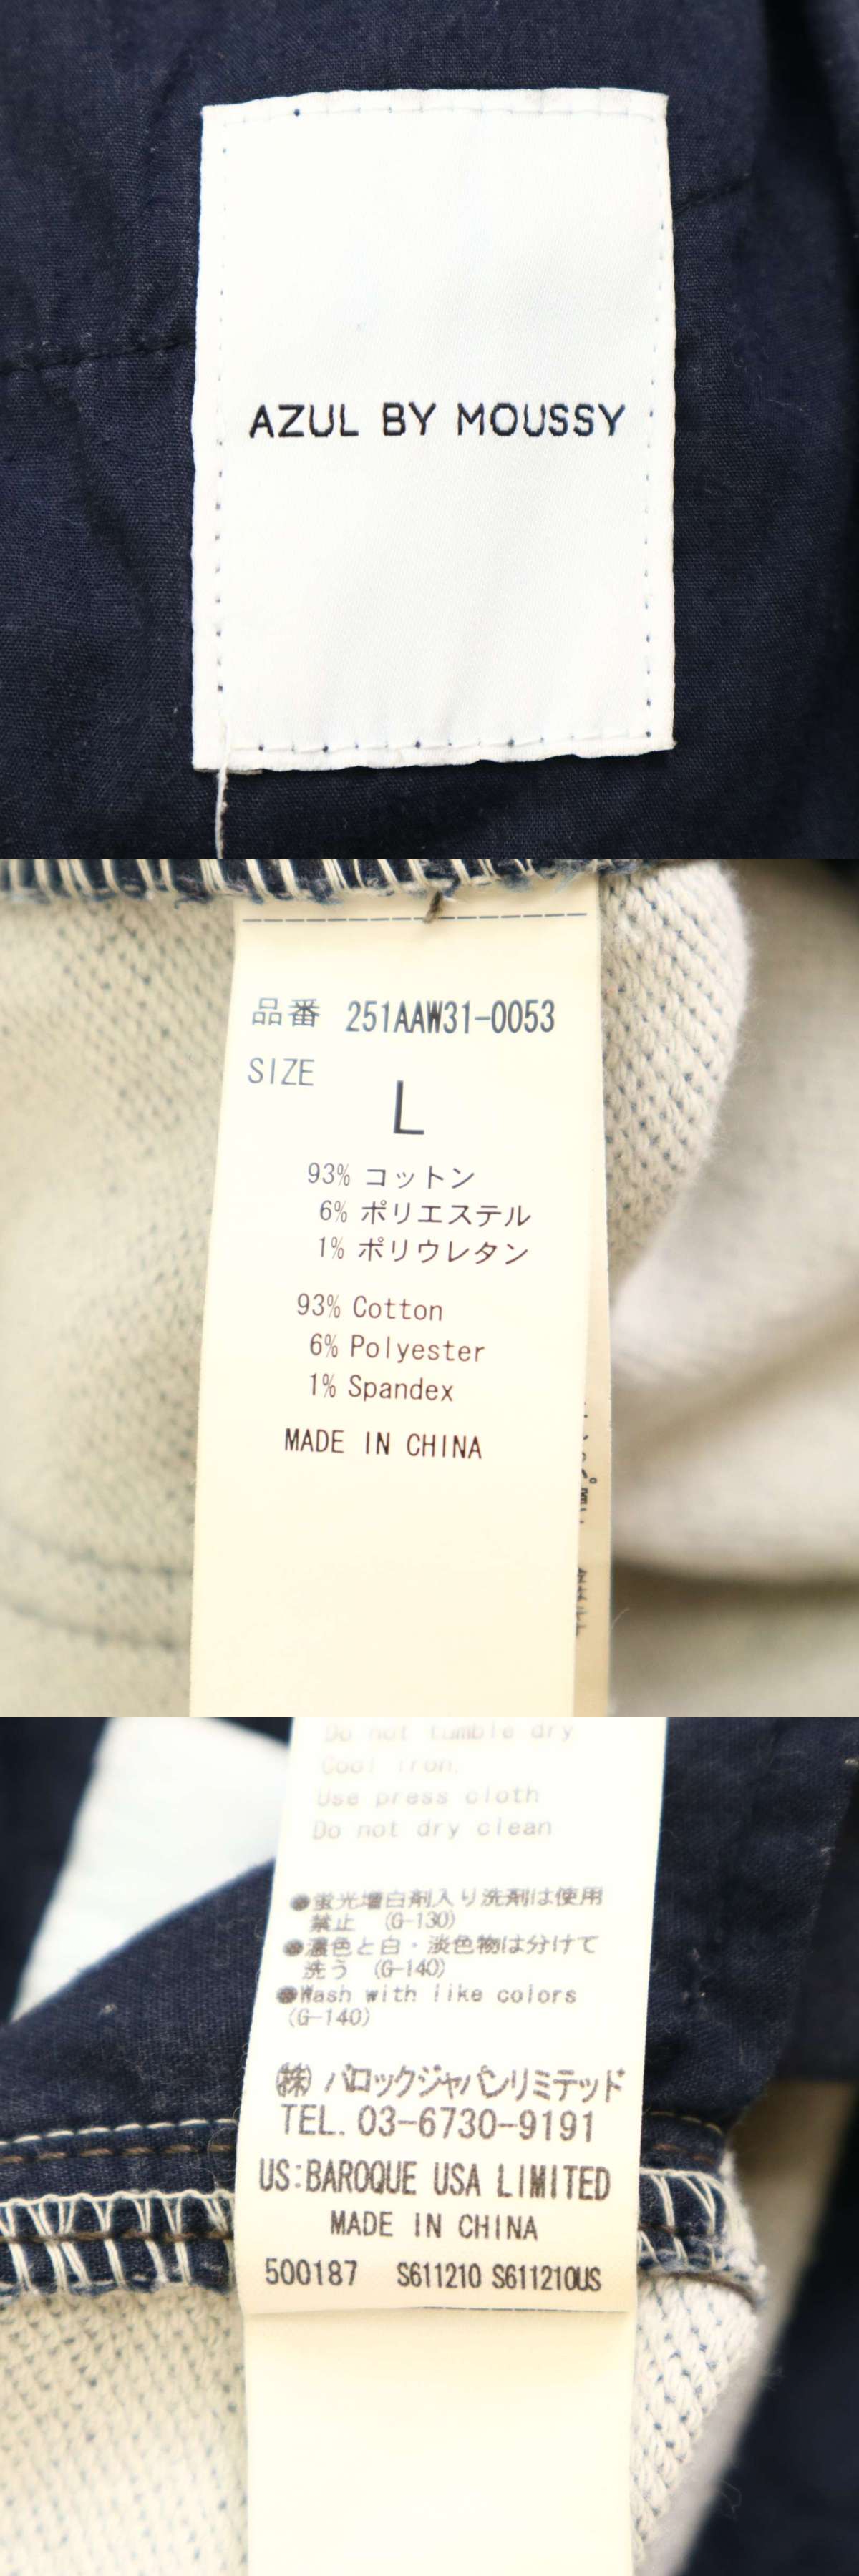 AZUL BY MOUSSY
品番 251AAW31-0053
SIZE
L
93% コットン
6% ポリエステル
1% ポリウレタン
93% Cotton
6% Polyester
1% Spandex
MADE IN CHINA
Do not tumble dry
Cool iron.
Use press cloth
Do not dry clean
●蛍光増白剤入り洗剤は使用
禁止 (G-130)
●濃色と白・淡色物は分けて
洗う (G-140)
●Wash with like colors
(G-140)
(株) バロックジャパンリミテッド
TEL. 03-6730-9191
US:BAROQUE USA LIMITED
MADE IN CHINA
500187 S611210 S611210US